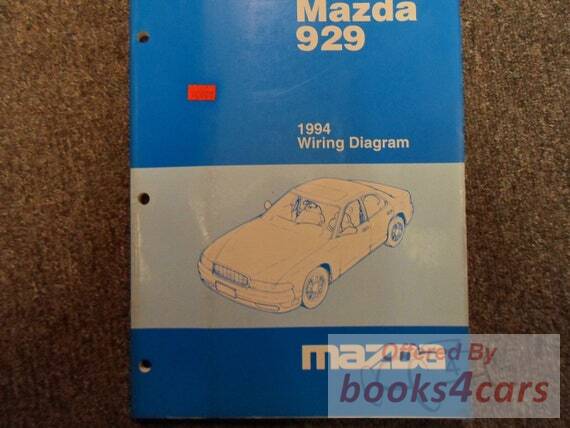 Mazda
929
1994
Wiring Diagram
mazda
Offered By
books4cars